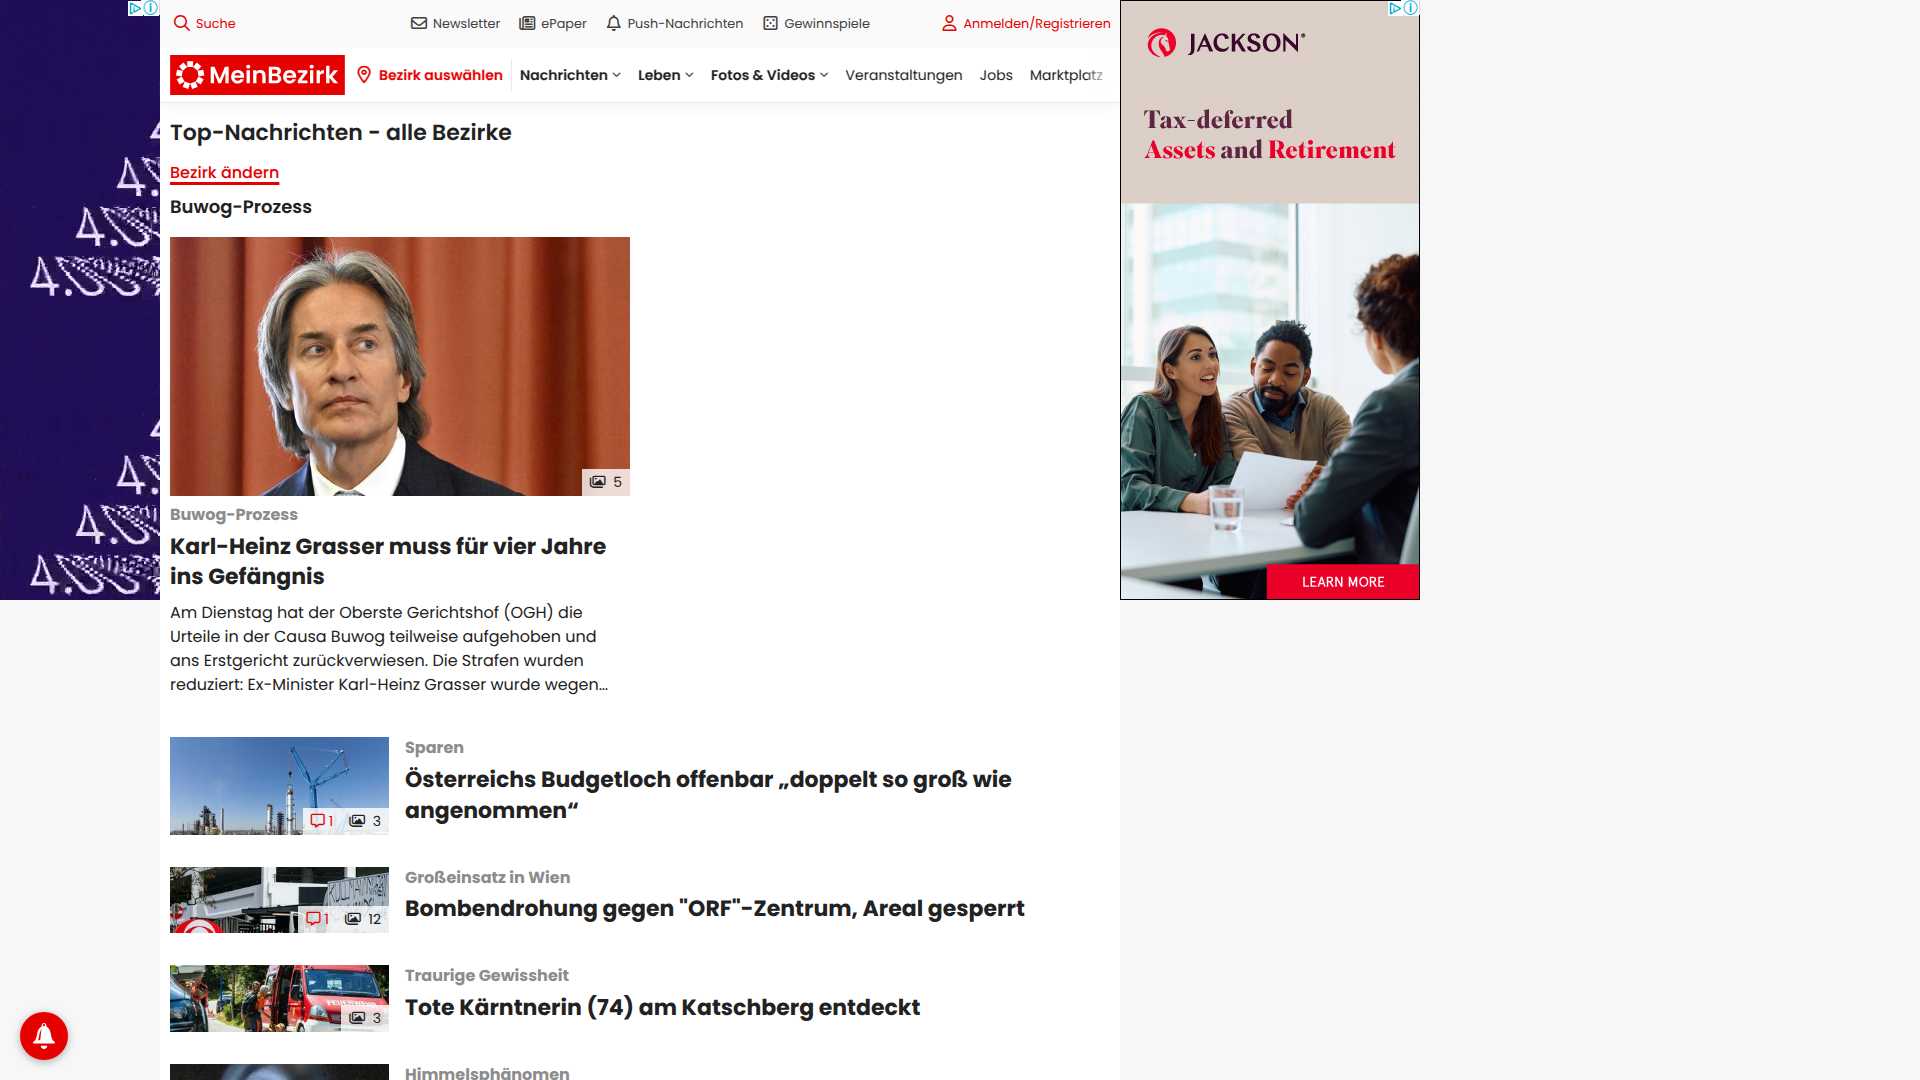 Suche
Newsletter
ePaper
Push-Nachrichten
Gewinnspiele
Anmelden/Registrieren
MeinBezirk
Bezirk auswählen
Nachrichten
Leben
Fotos & Videos
Veranstaltungen
Jobs
Marktplatz
Top-Nachrichten - alle Bezirke
Bezirk ändern
Buwog-Prozess
5
Buwog-Prozess
Karl-Heinz Grasser muss für vier Jahre
ins Gefängnis
Am Dienstag hat der Oberste Gerichtshof (OGH) die
Urteile in der Causa Buwog teilweise aufgehoben und
ans Erstgericht zurückverwiesen. Die Strafen wurden
reduziert: Ex-Minister Karl-Heinz Grasser wurde wegen...
1
3
Sparen
Österreichs Budgetloch offenbar „doppelt so groß wie
angenommen“
1
12
Großeinsatz in Wien
Bombendrohung gegen "ORF"-Zentrum, Areal gesperrt
3
Traurige Gewissheit
Tote Kärntnerin (74) am Katschberg entdeckt
Himmelsphänomen
JACKSON
Tax-deferred
Assets and Retirement
LEARN MORE